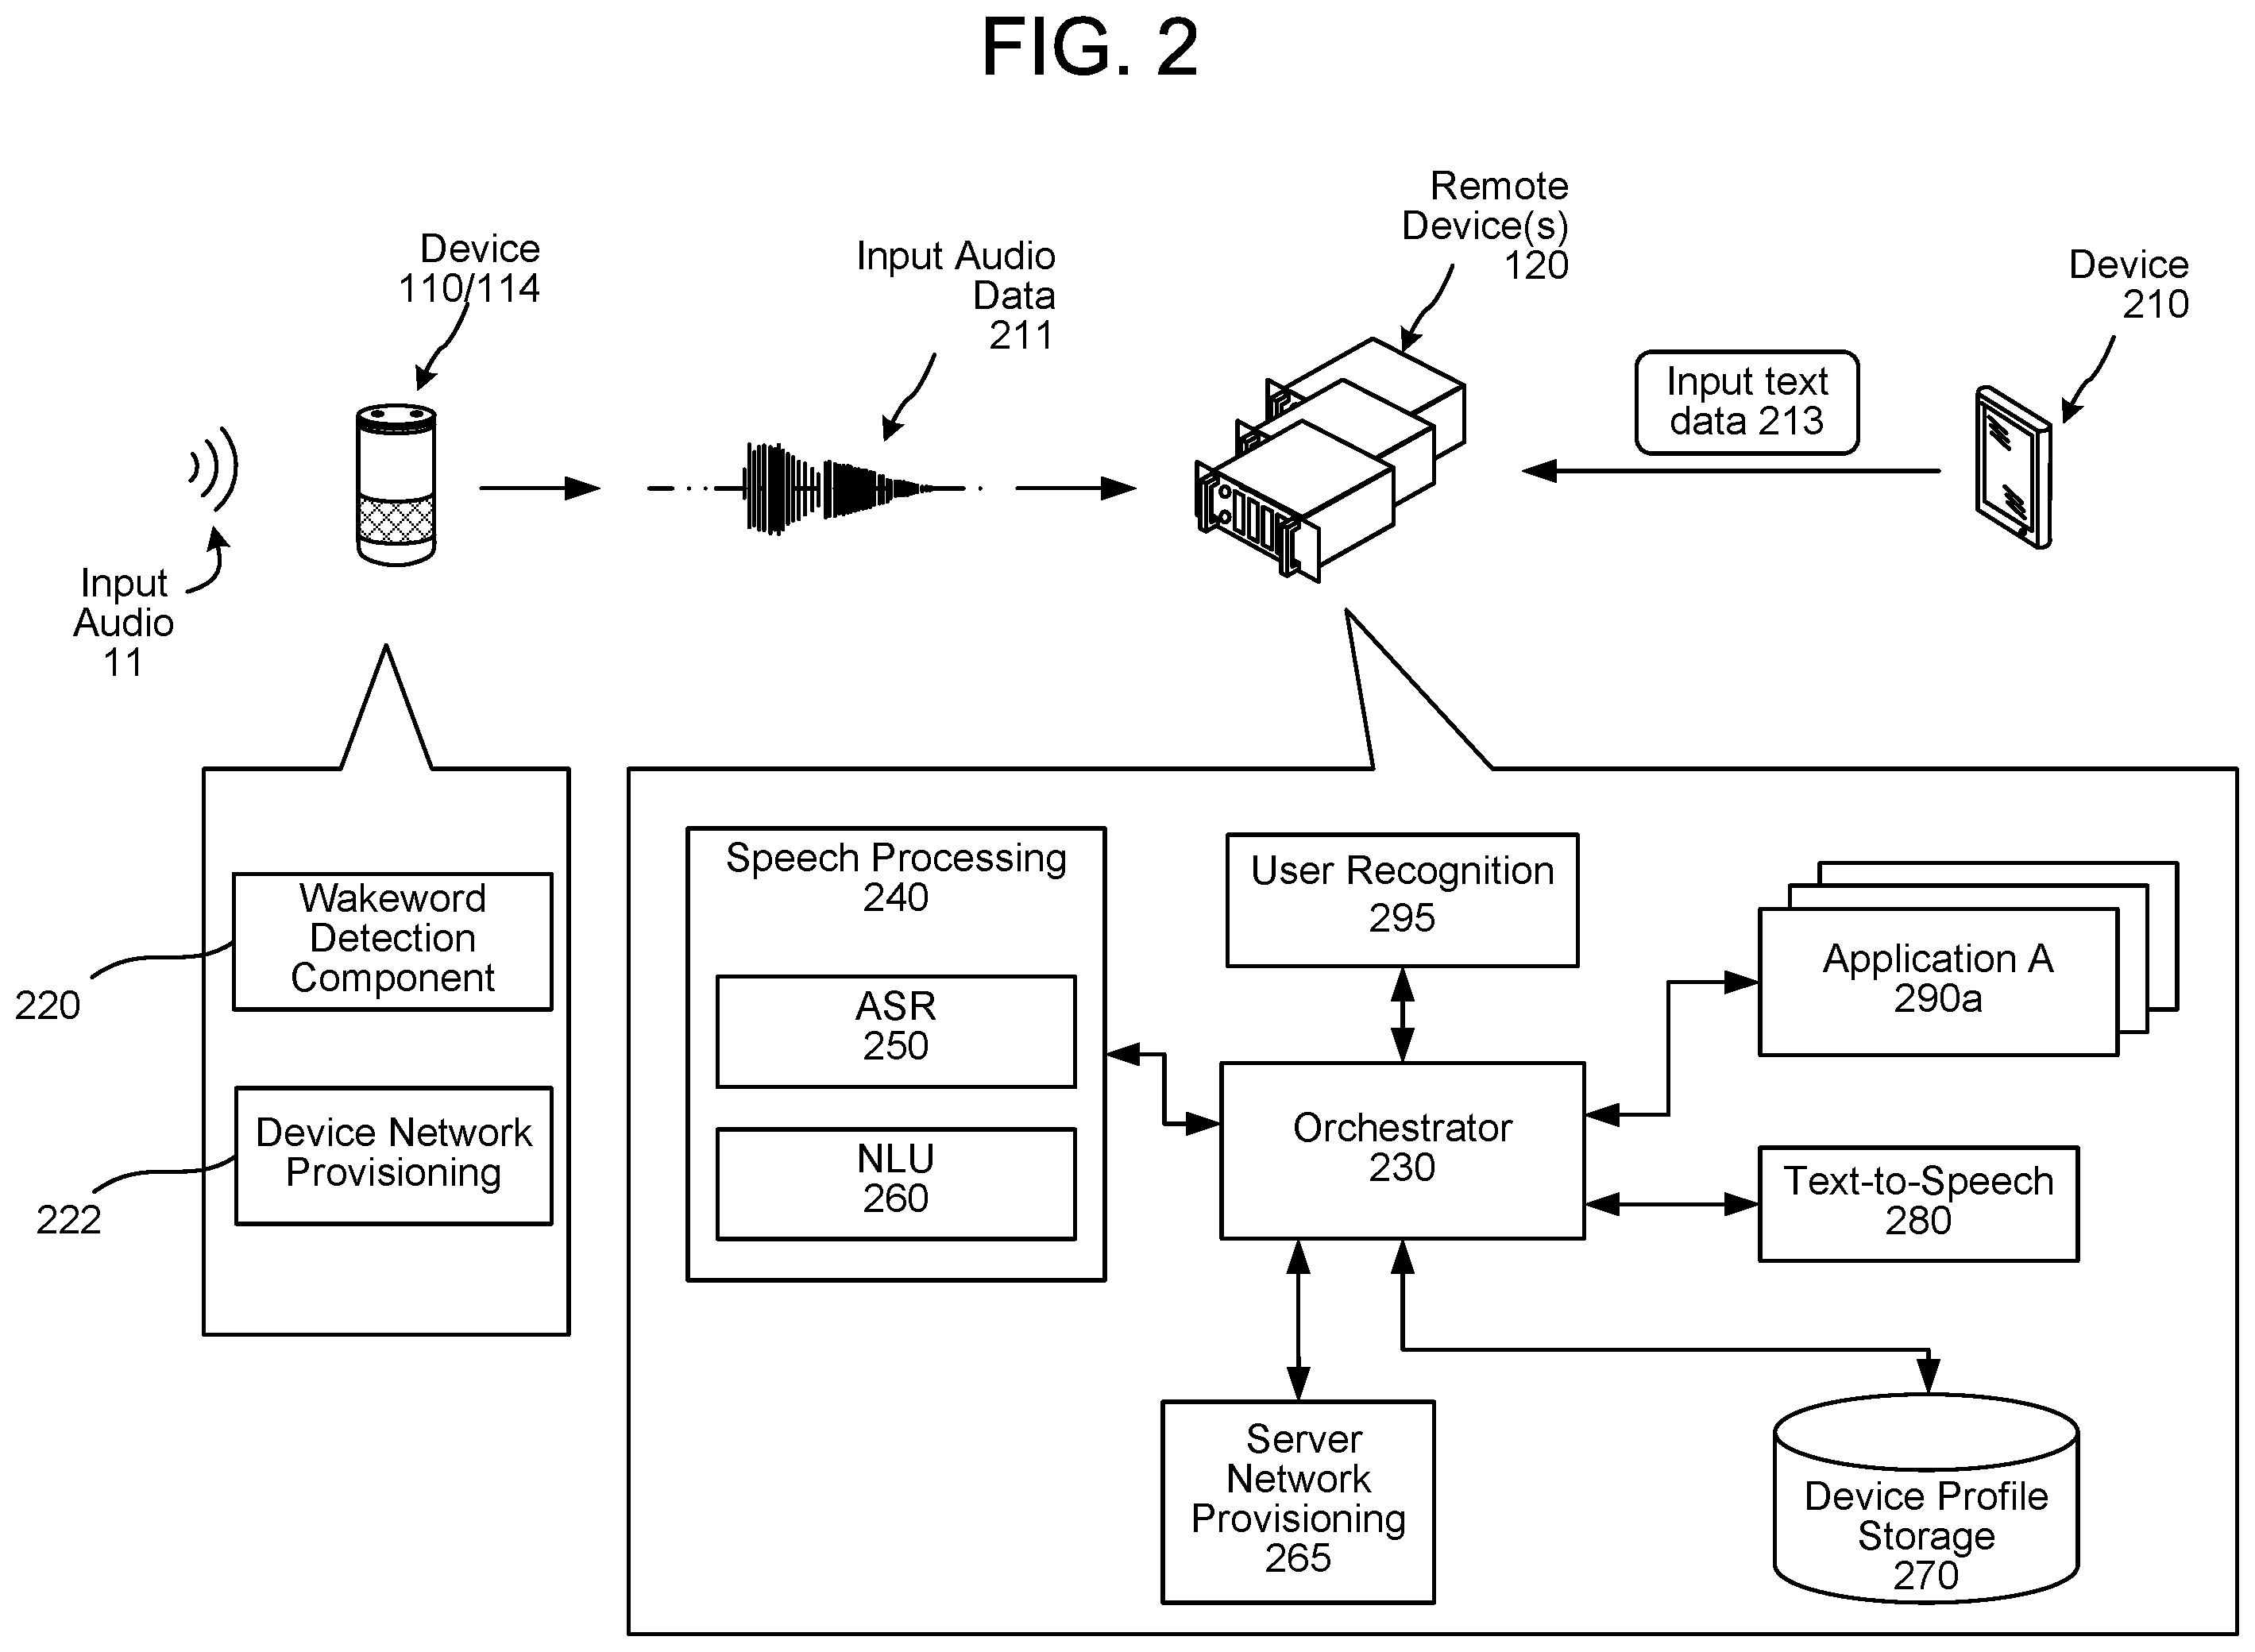 FIG. 2
Device
110/114
Input Audio
Data
211
Remote
Device(s)
120
Device
210
Input text
data 213
Input
Audio
11
Wakeword
Detection
Component
220
Device Network
Provisioning
222
Speech Processing
240
ASR
250
NLU
260
User Recognition
295
Orchestrator
230
Application A
290a
Text-to-Speech
280
Server
Network
Provisioning
265
Device Profile
Storage
270